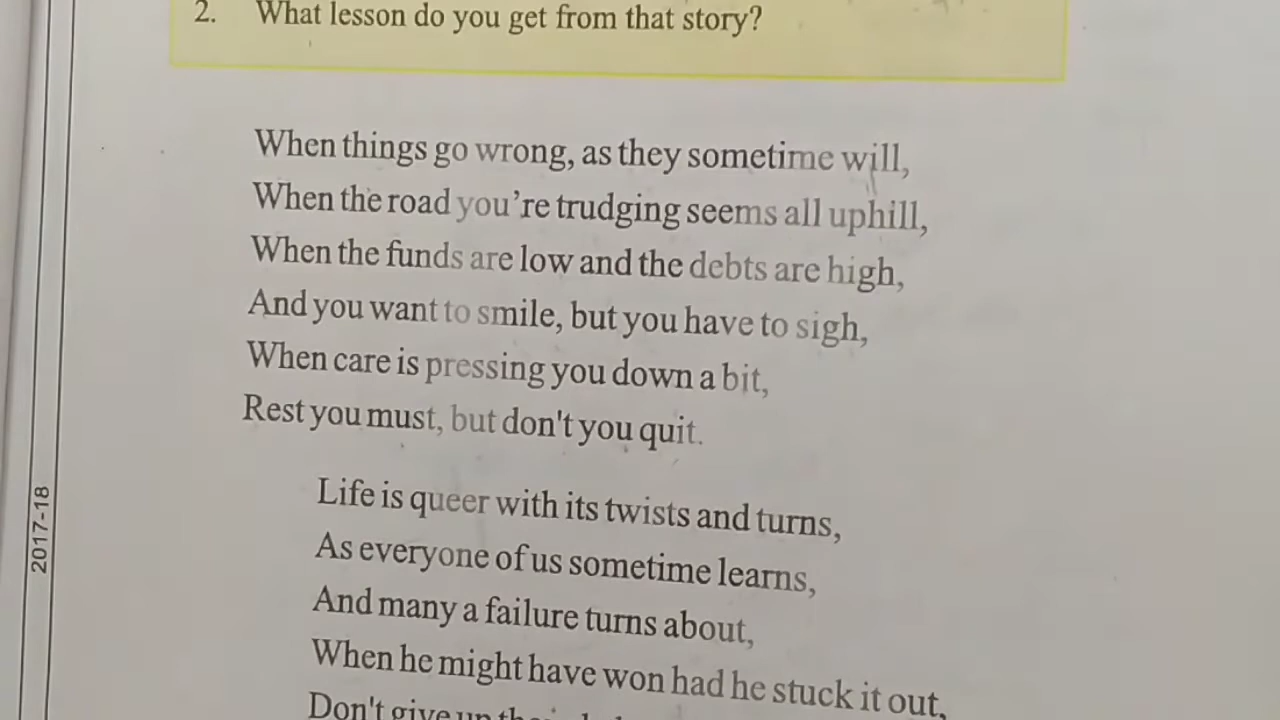 2. What lesson do you get from that story?
When things go wrong, as they sometime will,
When the road you're trudging seems all uphill,
When the funds are low and the debts are high,
And you want to smile, but you have to sigh,
When care is pressing you down a bit,
Rest you must, but don't you quit.
Life is queer with its twists and turns,
As everyone of us sometime learns,
And many a failure turns about,
When he might have won had he stuck it out,
Don't give up
2017-18